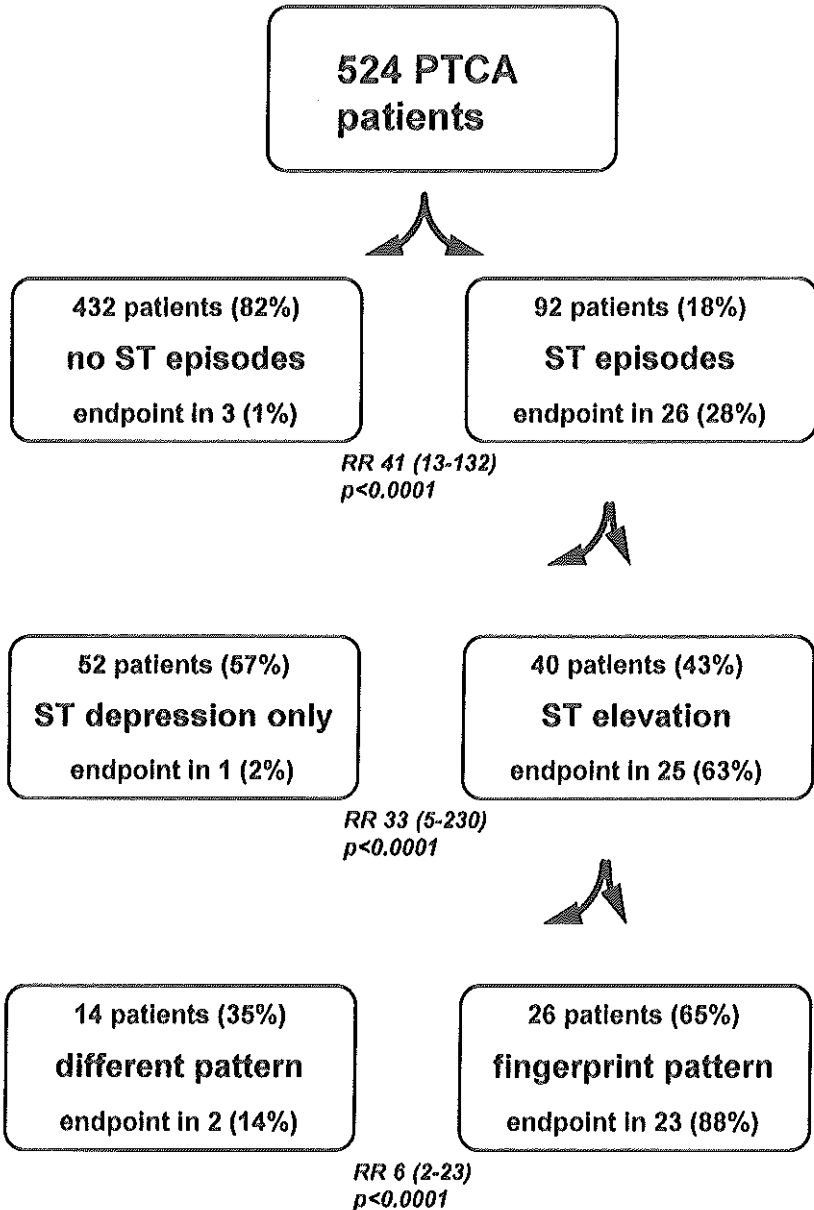 524 PTCA
patients
432 patients (82%)
no ST episodes
endpoint in 3 (1%)
92 patients (18%)
ST episodes
endpoint in 26 (28%)
RR 41 (13-132)
p<0.0001
52 patients (57%)
ST depression only
endpoint in 1 (2%)
40 patients (43%)
ST elevation
endpoint in 25 (63%)
RR 33 (5-230)
p<0.0001
14 patients (35%)
different pattern
endpoint in 2 (14%)
26 patients (65%)
fingerprint pattern
endpoint in 23 (88%)
RR 6 (2-23)
p<0.0001